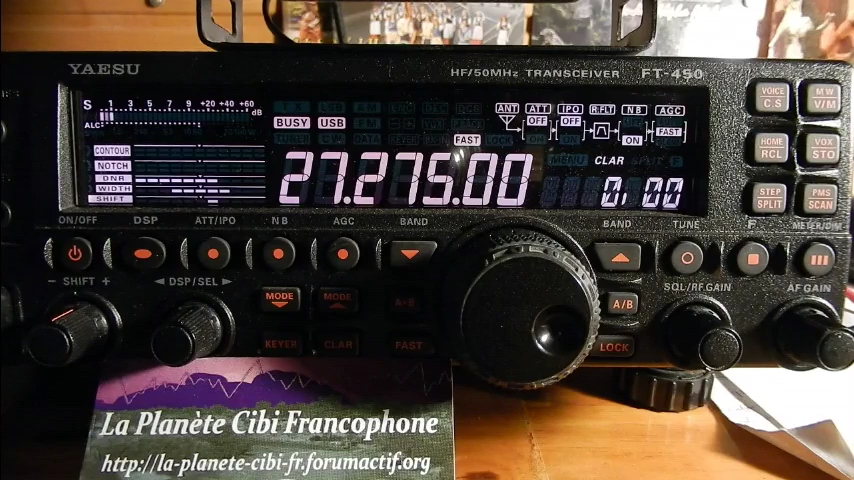 YAESU
HF/50MHz TRANSCEIVER FT-450
S 1 3 5 7 9 +20 +40 +60 dB
ALC
BUSY USB
FAST
ANT ATT IPO R.FLT NB AGC
OFF OFF
ON FAST
CONTOUR
NOTCH
DNR
WIDTH
SHIFT
27.275.00
MENU CLAR SPLIT
0.00
VOICE C.S
MW V/M
HOME RCL
VOX STO
STEP SPLIT
PMS SCAN
ON/OFF DSP ATT/IPO NB AGC BAND
BAND TUNE F METER/DIM
- SHIFT +
DSP/SEL
MODE MODE
A/B
SQL/RF GAIN
AF GAIN
KEYER CLAR FAST
LOCK
La Planète Cibi Francophone
http://la-planete-cibi-fr.forumactif.org